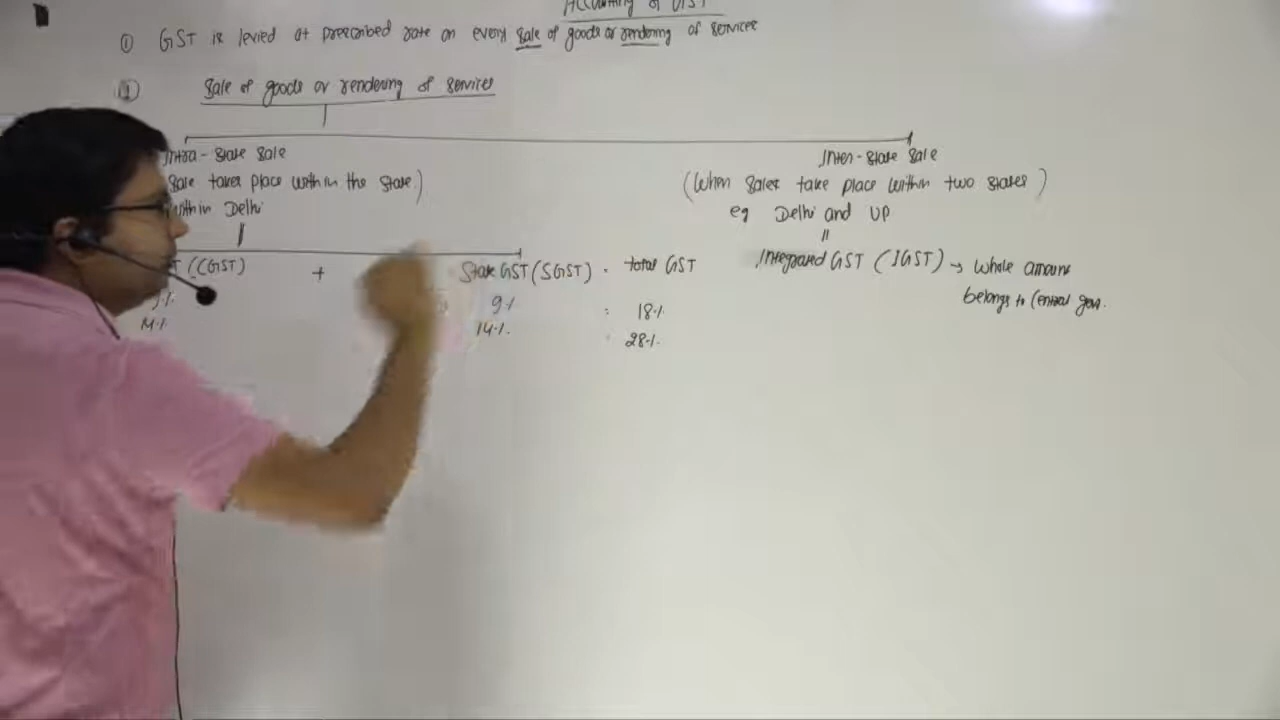 Accounting of GST
① GST is levied at prescribed rate on every sale of goods or rendering of services
② Sale of goods or rendering of services
Intra-State Sale
Sale takes place within the State)
within Delhi
(CGST) + State GST (SGST) = total GST
9% 9% = 18%
14% 14% = 28%
Inter-State Sale
(When Sales take place within two states)
eg Delhi and UP
Integrated GST (IGST) → Whole amount
belongs to Central Gov.